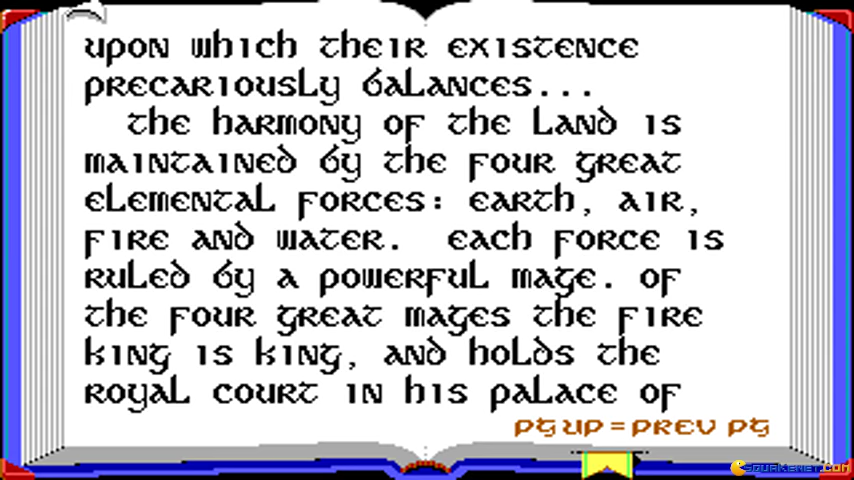 upon which their existence
precariously balances...
the harmony of the land is
maintained by the four great
elemental forces: earth, air,
fire and water. each force is
ruled by a powerful mage. of
the four great mages the fire
king is king, and holds the
royal court in his palace of
pg up = prev pg
squakenet.com